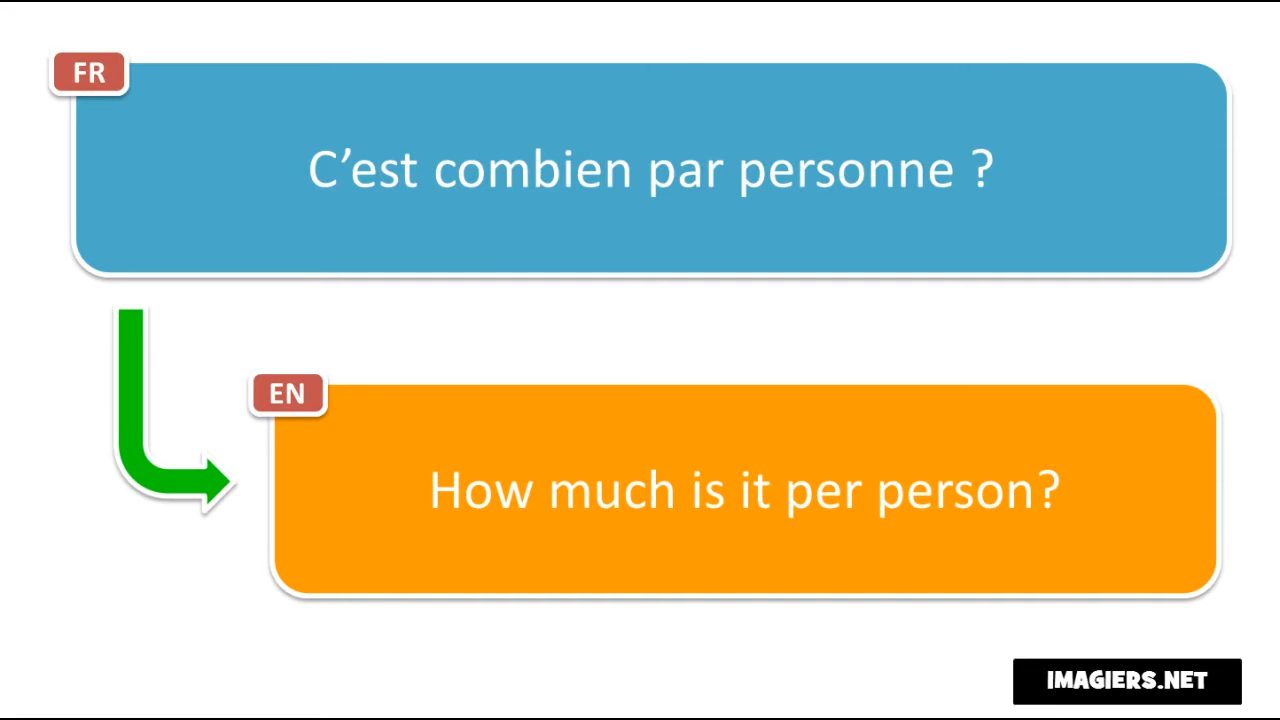 FR
C’est combien par personne ?
EN
How much is it per person?
IMAGIERS.NET